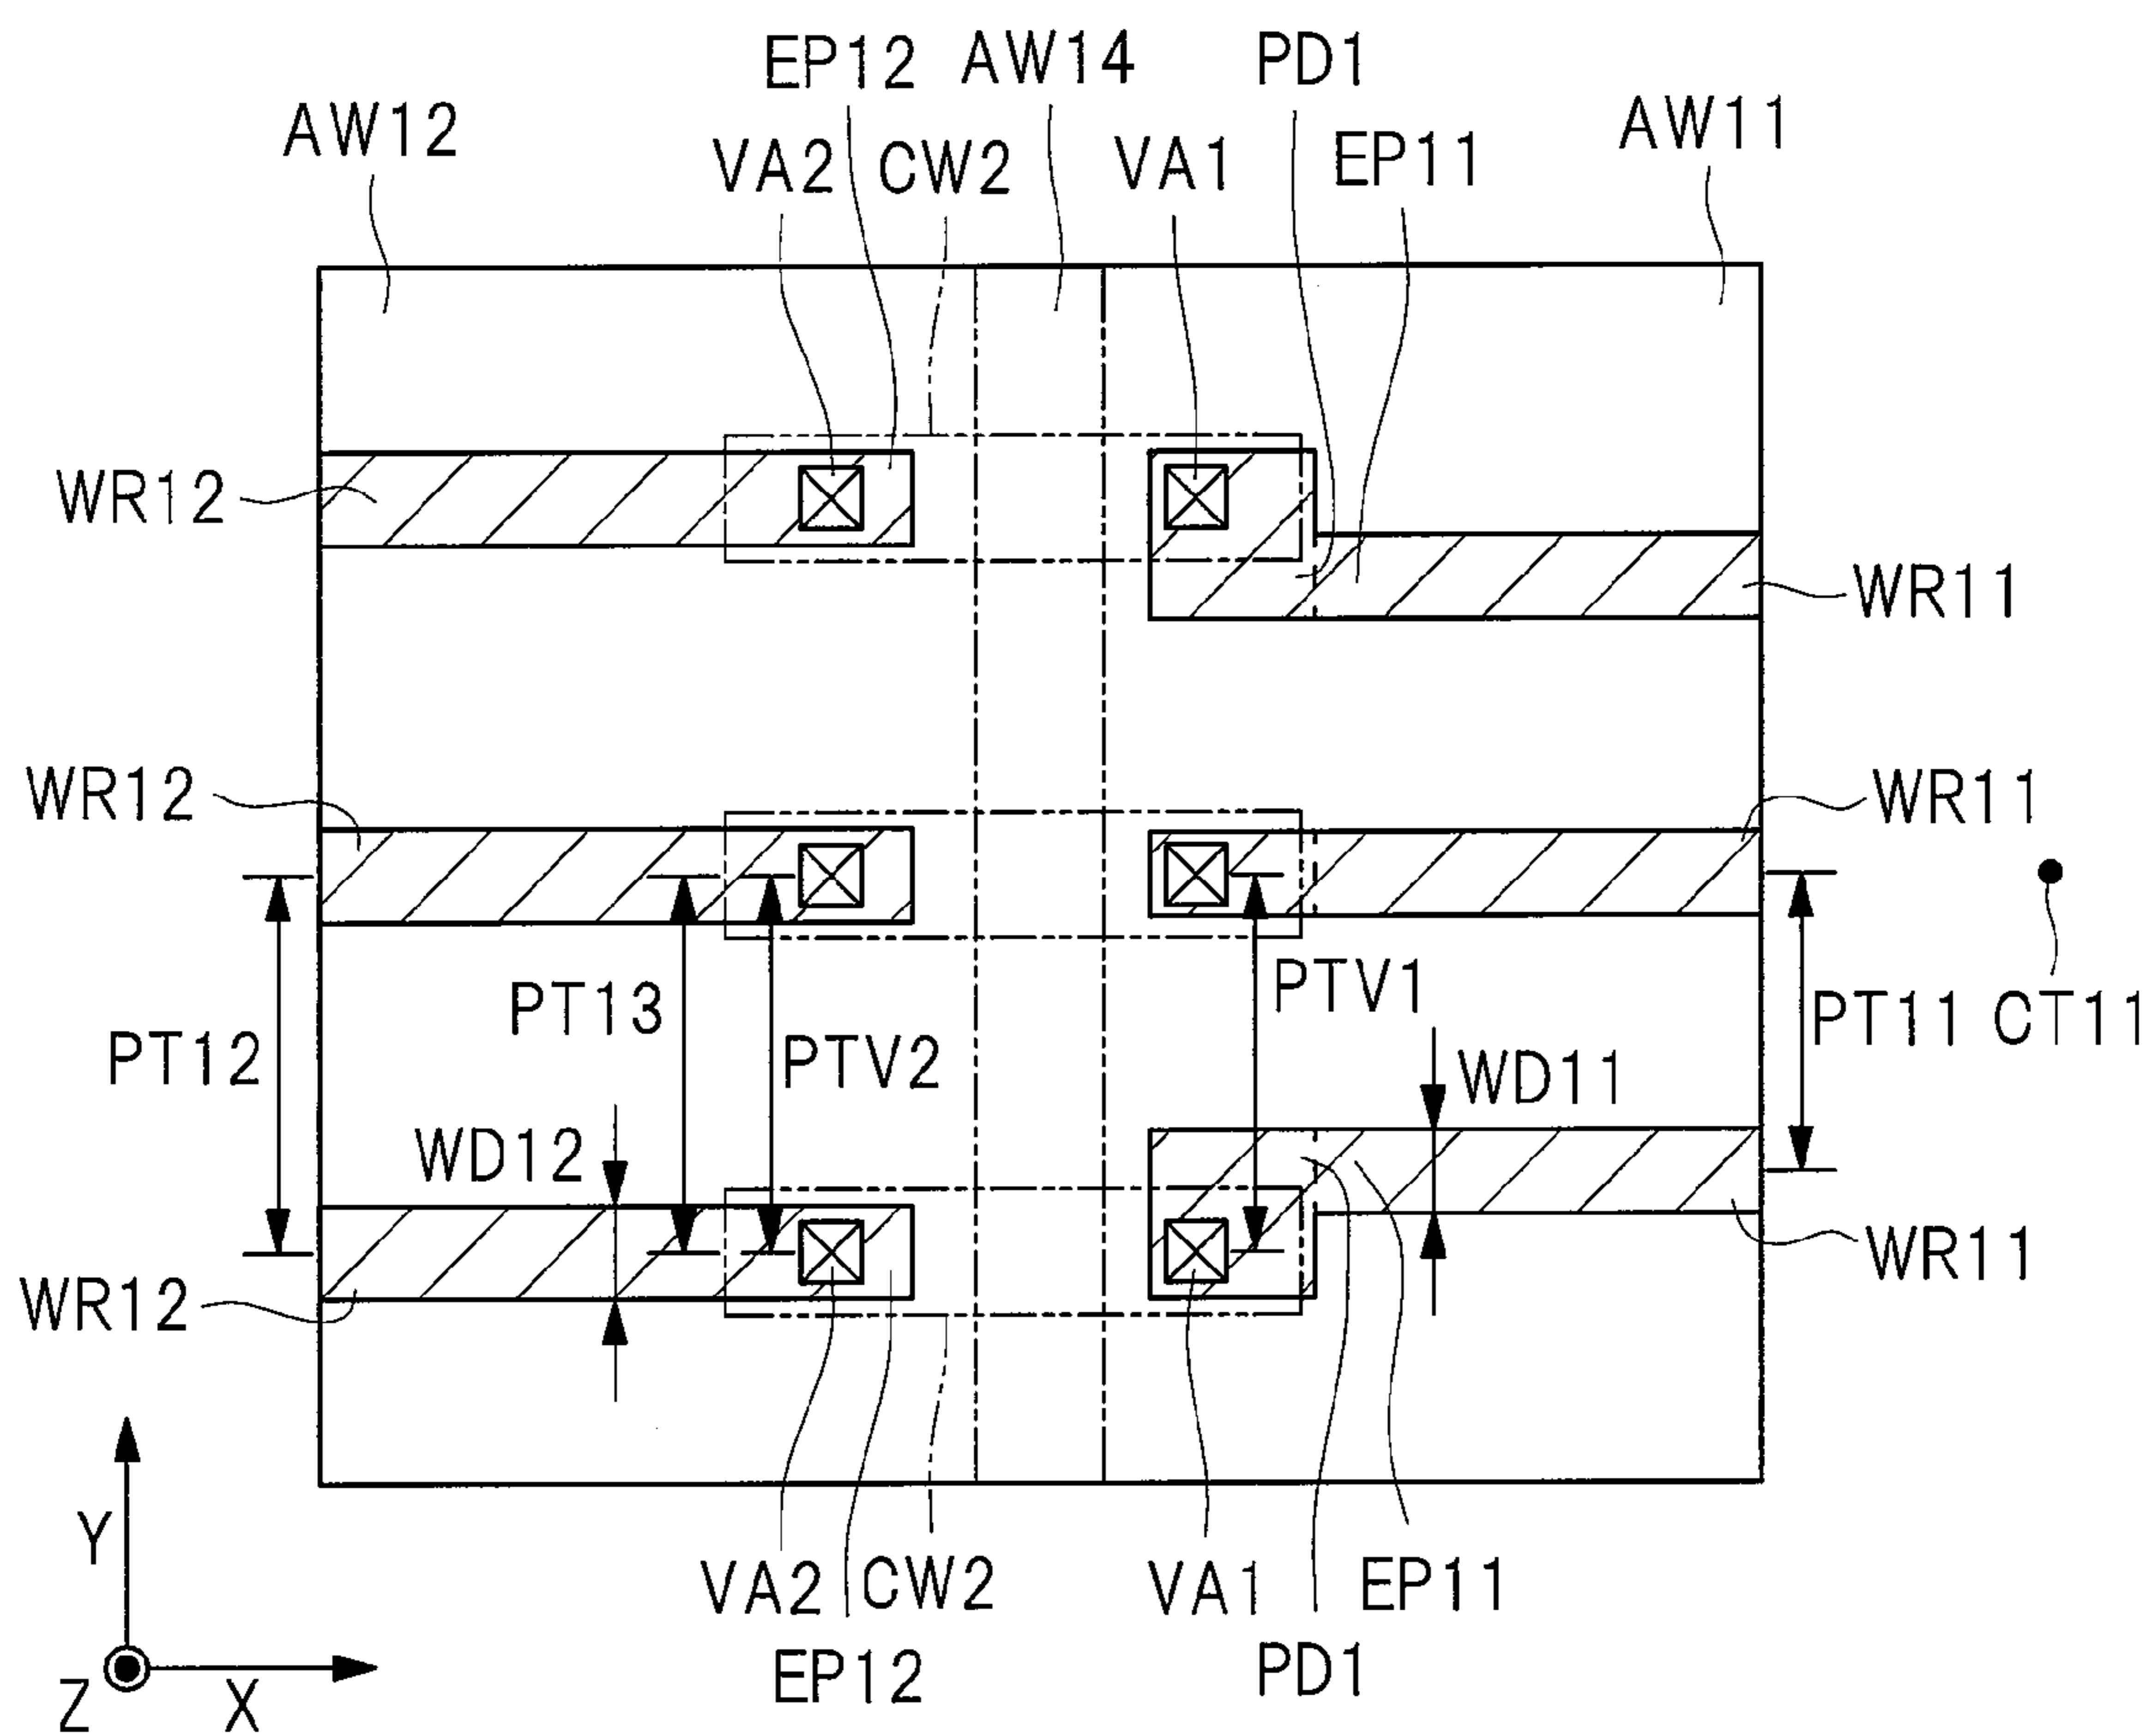 EP12 AW14 PD1
AW12 AW11
VA2 CW2 VA1 EP11
WR12
WR11
WR12 WR11
PT13 PTV1
PT12 PTV2 PT11 CT11
WD11
WD12
WR11
WR12
Y
VA2 CW2 VA1 EP11
EP12 PD1
Z X